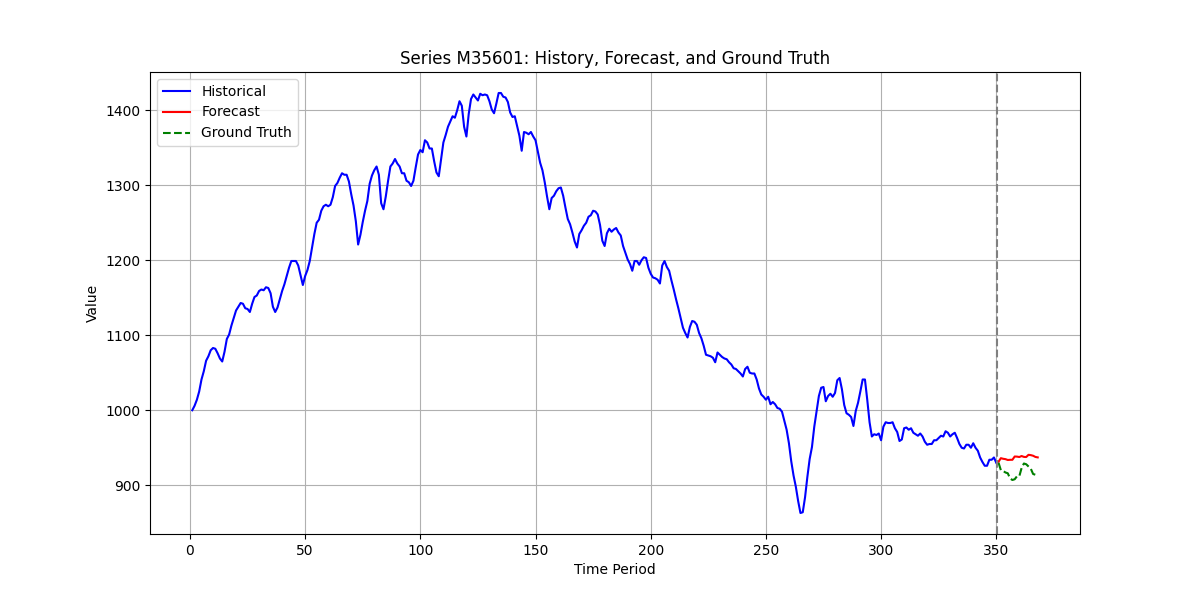 Series M35601: History, Forecast, and Ground Truth
Historical
Forecast
Ground Truth
1400
1300
1200
1100
1000
900
Value
0
50
100
150
200
250
300
350
Time Period